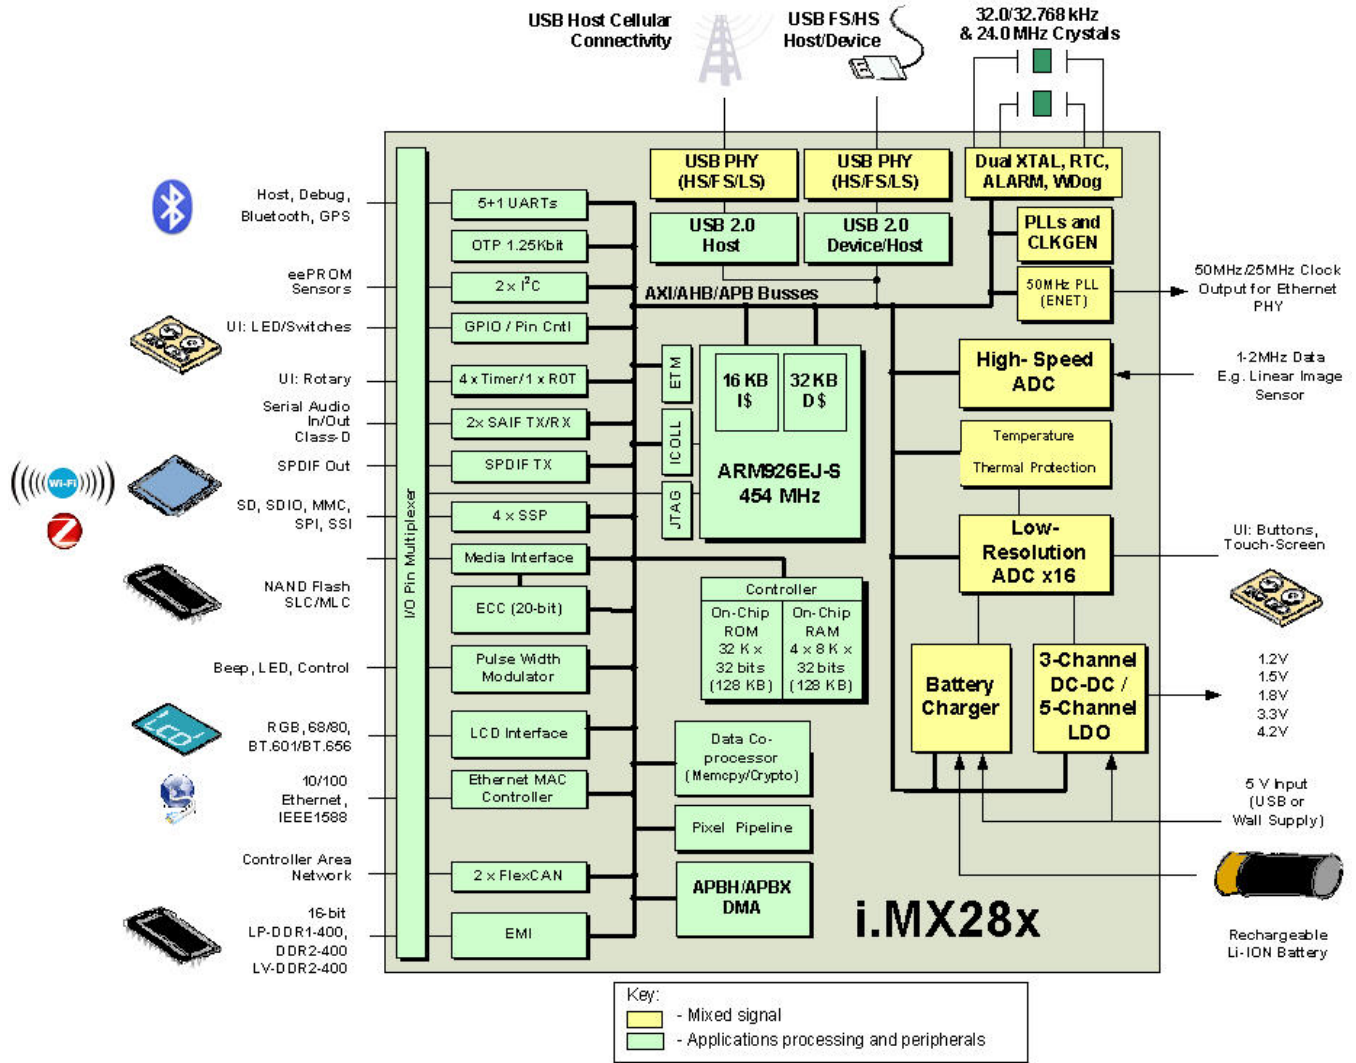 USB Host Cellular
Connectivity
USB FS/HS
Host/Device
32.0/32.768 kHz
& 24.0 MHz Crystals
USB PHY
(HS/FS/LS)
USB PHY
(HS/FS/LS)
Dual XTAL, RTC,
ALARM, WDog
Host, Debug,
Bluetooth, GPS
5+1 UARTs
USB 2.0
Host
USB 2.0
Device/Host
PLLs and
CLKGEN
OTP 1.25Kbit
eePROM
Sensors
2 x I²C
AXI/AHB/APB Busses
50MHz PLL
(ENET)
50MHz/25MHz Clock
Output for Ethernet
PHY
UI: LED/Switches
GPIO / Pin Cntl
ETM
16 KB
I$
32 KB
D$
High- Speed
ADC
1-2MHz Data
E.g. Linear Image
Sensor
UI: Rotary
4 x Timer/1 x ROT
Serial Audio
In/Out
Class-D
2x SAIF TX/RX
ICOLL
Temperature
Thermal Protection
SPDIF Out
SPDIF TX
ARM926EJ-S
454 MHz
Wi-Fi
Z
SD, SDIO, MMC,
SPI, SSI
4 x SSP
JTAG
Low-
Resolution
ADC x16
UI: Buttons,
Touch-Screen
I/O Pin Multiplexer
Media Interface
NAND Flash
SLC/MLC
ECC (20-bit)
Controller
On-Chip
ROM
32 K x
32 bits
(128 KB)
On-Chip
RAM
4 x 8 K x
32 bits
(128 KB)
Beep, LED, Control
Pulse Width
Modulator
Battery
Charger
3-Channel
DC-DC /
5-Channel
LDO
1.2V
1.5V
1.8V
3.3V
4.2V
LCD
RGB, 68/80,
BT.601/BT.656
LCD Interface
Data Co-
processor
(Memcpy/Crypto)
10/100
Ethernet,
IEEE1588
Ethernet MAC
Controller
5 V Input
(USB or
Wall Supply)
Pixel Pipeline
Controller Area
Network
2 x FlexCAN
APBH/APBX
DMA
i.MX28x
16-bit
LP-DDR1-400,
DDR2-400
LV-DDR2-400
EMI
Rechargeable
Li-ION Battery
Key:
- Mixed signal
- Applications processing and peripherals